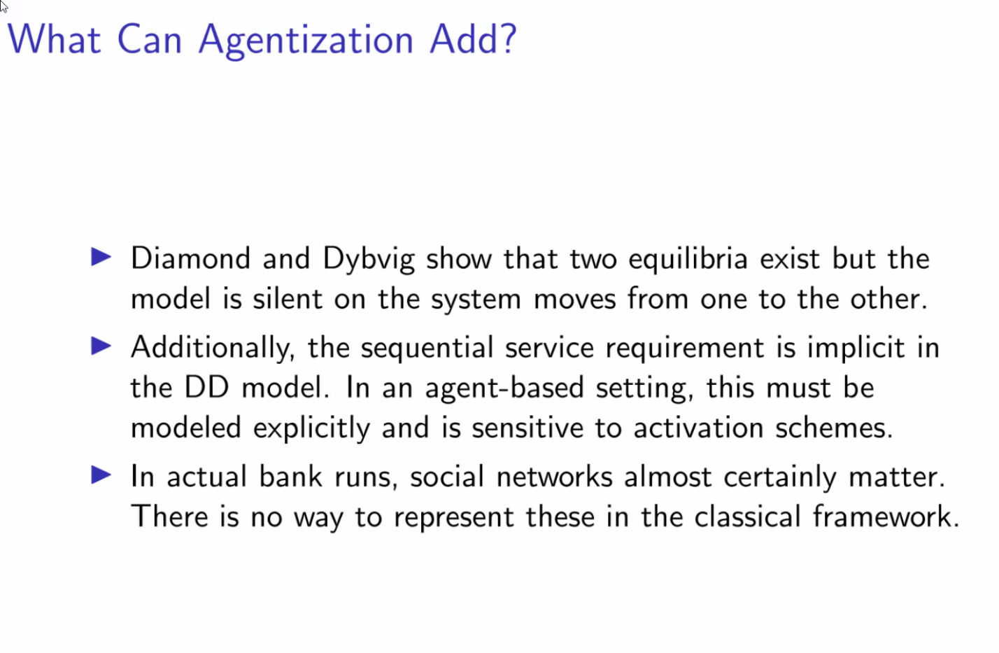 What Can Agentization Add?
Diamond and Dybvig show that two equilibria exist but the
model is silent on the system moves from one to the other.
Additionally, the sequential service requirement is implicit in
the DD model. In an agent-based setting, this must be
modeled explicitly and is sensitive to activation schemes.
In actual bank runs, social networks almost certainly matter.
There is no way to represent these in the classical framework.